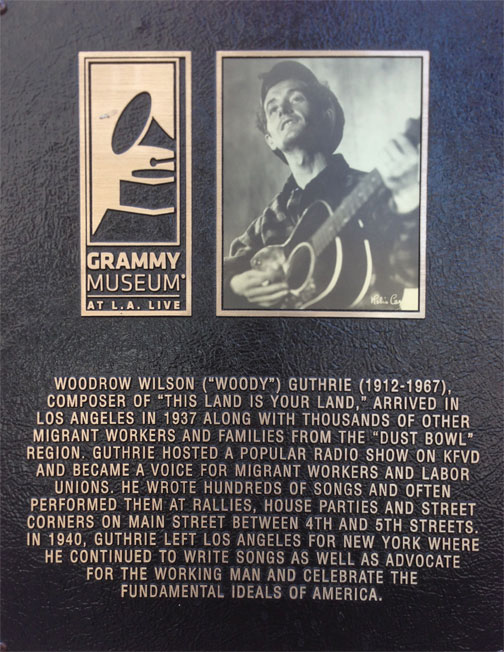 GRAMMY
MUSEUM®
AT L.A. LIVE
WOODROW WILSON (“WOODY”) GUTHRIE (1912-1967),
COMPOSER OF “THIS LAND IS YOUR LAND,” ARRIVED IN
LOS ANGELES IN 1937 ALONG WITH THOUSANDS OF OTHER
MIGRANT WORKERS AND FAMILIES FROM THE “DUST BOWL”
REGION. GUTHRIE HOSTED A POPULAR RADIO SHOW ON KFVD
AND BECAME A VOICE FOR MIGRANT WORKERS AND LABOR
UNIONS. HE WROTE HUNDREDS OF SONGS AND OFTEN
PERFORMED THEM AT RALLIES, HOUSE PARTIES AND STREET
CORNERS ON MAIN STREET BETWEEN 4TH AND 5TH STREETS.
IN 1940, GUTHRIE LEFT LOS ANGELES FOR NEW YORK WHERE
HE CONTINUED TO WRITE SONGS AS WELL AS ADVOCATE
FOR THE WORKING MAN AND CELEBRATE THE
FUNDAMENTAL IDEALS OF AMERICA.